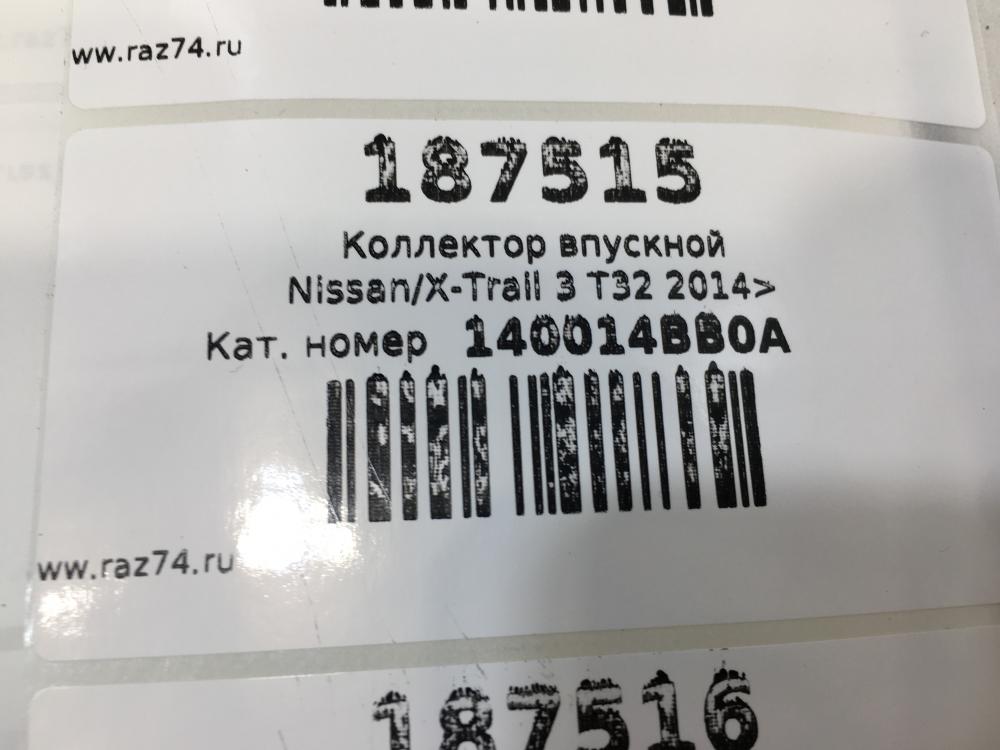 ww.raz74.ru
187515
Коллектор впускной
Nissan/X-Trail 3 T32 2014>
Кат. номер 140014BB0A
ww.raz74.ru
187516